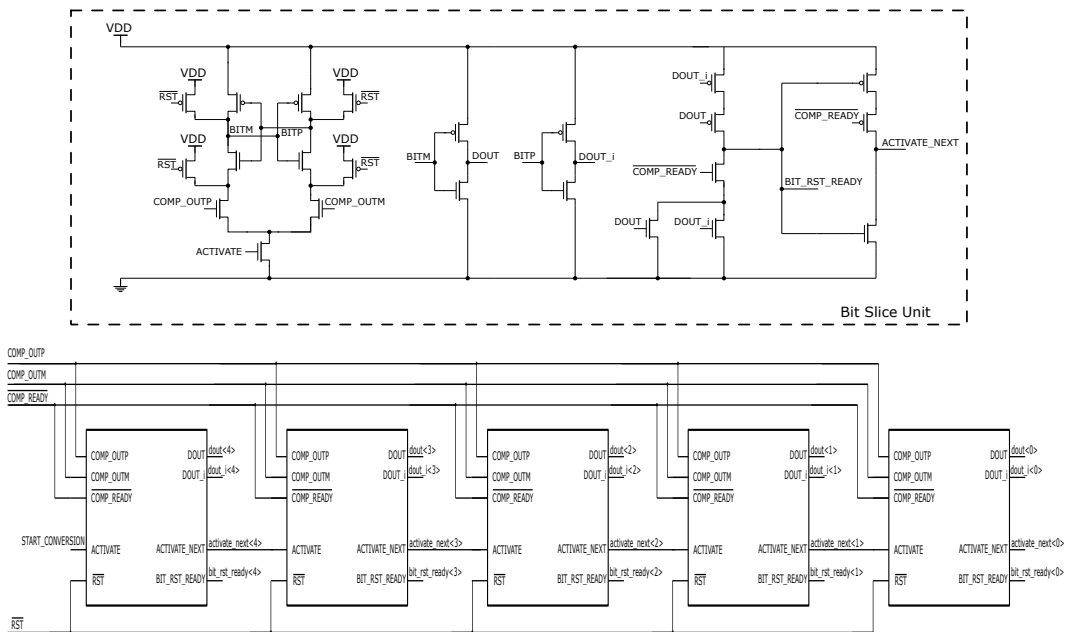 VDD
VDD
VDD
RST
RST
BITM
BITP
VDD
VDD
RST
RST
COMP_OUTP
COMP_OUTM
ACTIVATE
BITM
DOUT
BITP
DOUT_i
DOUT_i
DOUT
COMP_READY
DOUT
DOUT_i
COMP_READY
ACTIVATE_NEXT
BIT_RST_READY
Bit Slice Unit
COMP_OUTP
COMP_OUTM
COMP_READY
COMP_OUTP
COMP_OUTM
COMP_READY
ACTIVATE
RST
DOUT
DOUT_i
ACTIVATE_NEXT
BIT_RST_READY
dout<4>
dout_i<4>
activate_next<4>
bit_rst_ready<4>
COMP_OUTP
COMP_OUTM
COMP_READY
ACTIVATE
RST
DOUT
DOUT_i
ACTIVATE_NEXT
BIT_RST_READY
dout<3>
dout_i<3>
activate_next<3>
bit_rst_ready<3>
COMP_OUTP
COMP_OUTM
COMP_READY
ACTIVATE
RST
DOUT
DOUT_i
ACTIVATE_NEXT
BIT_RST_READY
dout<2>
dout_i<2>
activate_next<2>
bit_rst_ready<2>
COMP_OUTP
COMP_OUTM
COMP_READY
ACTIVATE
RST
DOUT
DOUT_i
ACTIVATE_NEXT
BIT_RST_READY
dout<1>
dout_i<1>
activate_next<1>
bit_rst_ready<1>
COMP_OUTP
COMP_OUTM
COMP_READY
ACTIVATE
RST
DOUT
DOUT_i
ACTIVATE_NEXT
BIT_RST_READY
dout<0>
dout_i<0>
activate_next<0>
bit_rst_ready<0>
START_CONVERSION
RST